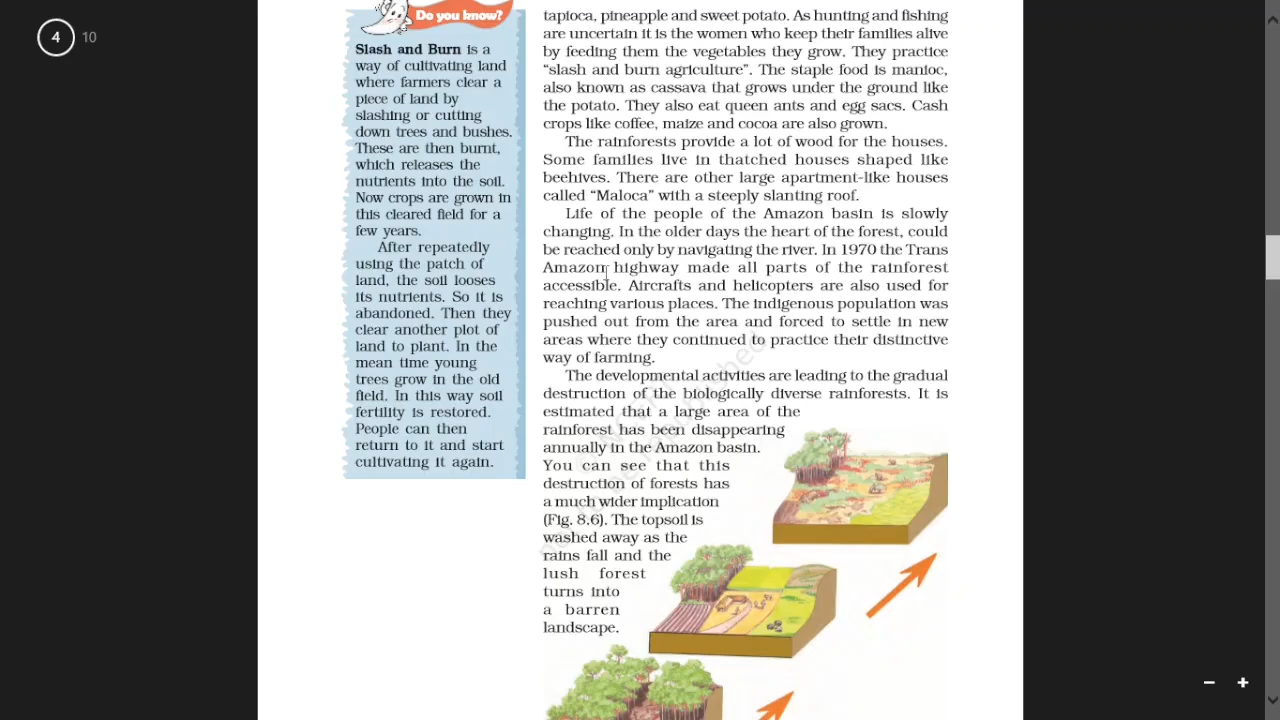 4 10
Do you know?
Slash and Burn is a
way of cultivating land
where farmers clear a
piece of land by
slashing or cutting
down trees and bushes.
These are then burnt,
which releases the
nutrients into the soil.
Now crops are grown in
this cleared field for a
few years.
After repeatedly
using the patch of
land, the soil looses
its nutrients. So it is
abandoned. Then they
clear another plot of
land to plant. In the
mean time young
trees grow in the old
field. In this way soil
fertility is restored.
People can then
return to it and start
cultivating it again.
tapioca, pineapple and sweet potato. As hunting and fishing
are uncertain it is the women who keep their families alive
by feeding them the vegetables they grow. They practice
“slash and burn agriculture”. The staple food is manioc,
also known as cassava that grows under the ground like
the potato. They also eat queen ants and egg sacs. Cash
crops like coffee, maize and cocoa are also grown.
The rainforests provide a lot of wood for the houses.
Some families live in thatched houses shaped like
beehives. There are other large apartment-like houses
called “Maloca” with a steeply slanting roof.
Life of the people of the Amazon basin is slowly
changing. In the older days the heart of the forest, could
be reached only by navigating the river. In 1970 the Trans
Amazon highway made all parts of the rainforest
accessible. Aircrafts and helicopters are also used for
reaching various places. The indigenous population was
pushed out from the area and forced to settle in new
areas where they continued to practice their distinctive
way of farming.
The developmental activities are leading to the gradual
destruction of the biologically diverse rainforests. It is
estimated that a large area of the
rainforest has been disappearing
annually in the Amazon basin.
You can see that this
destruction of forests has
a much wider implication
(Fig. 8.6). The topsoil is
washed away as the
rains fall and the
lush forest
turns into
a barren
landscape.